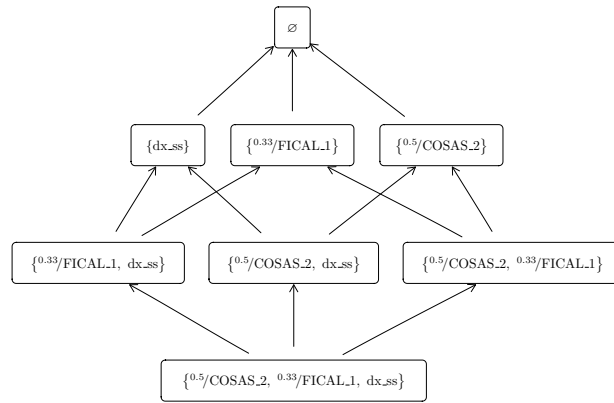 ∅
{dx_ss}
{0.33/FICAL_1}
{0.5/COSAS_2}
{0.33/FICAL_1, dx_ss}
{0.5/COSAS_2, dx_ss}
{0.5/COSAS_2, 0.33/FICAL_1}
{0.5/COSAS_2, 0.33/FICAL_1, dx_ss}